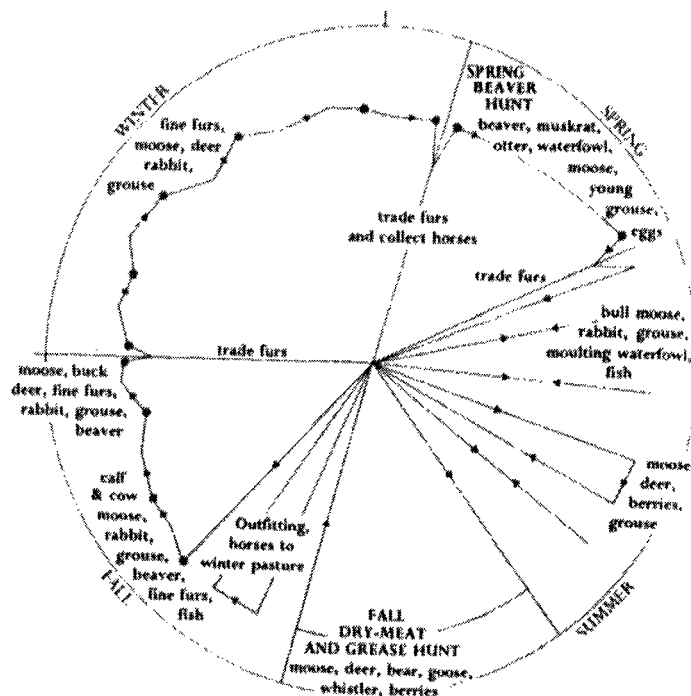 WINTER
SPRING
BEAVER
HUNT
beaver, muskrat,
otter, waterfowl,
SPRING
moose,
young
grouse,
eggs
fine furs,
moose, deer
rabbit,
grouse
trade furs
and collect horses
trade furs
bull moose,
rabbit, grouse,
moulting waterfowl,
fish
trade furs
moose, buck
deer, fine furs,
rabbit, grouse,
beaver
moose,
deer,
berries,
grouse
calf
& cow
moose,
rabbit,
grouse,
beaver,
fine furs,
fish
Outfitting,
horses to
winter pasture
FALL
SUMMER
FALL
DRY-MEAT
AND GREASE HUNT
moose, deer, bear, goose,
whistler, berries